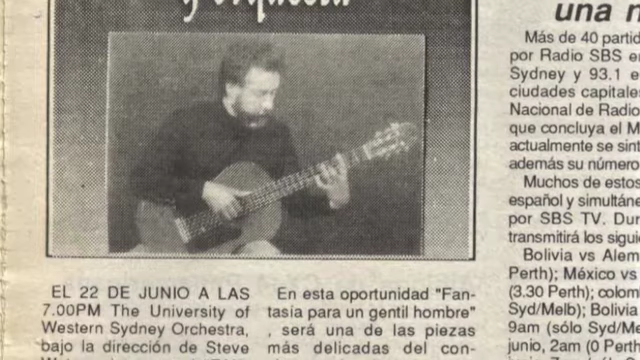 y orquesta
EL 22 DE JUNIO A LAS
7.00PM The University of
Western Sydney Orchestra,
bajo la dirección de Steve
En esta oportunidad "Fan-
tasía para un gentil hombre"
, será una de las piezas
más delicadas del con-
una
Más de 40 partid
por Radio SBS en
Sydney y 93.1 e
ciudades capitales
Nacional de Radio
que concluya el M
actualmente se sint
además su número
Muchos de estos
español y simultáne
por SBS TV. Dur
transmitirá los siguie
Bolivia vs Alem
Perth); México vs
(3.30 Perth); colom
Syd/Melb); Bolivia
9am (sólo Syd/Me
junio, 2am (0 Perth